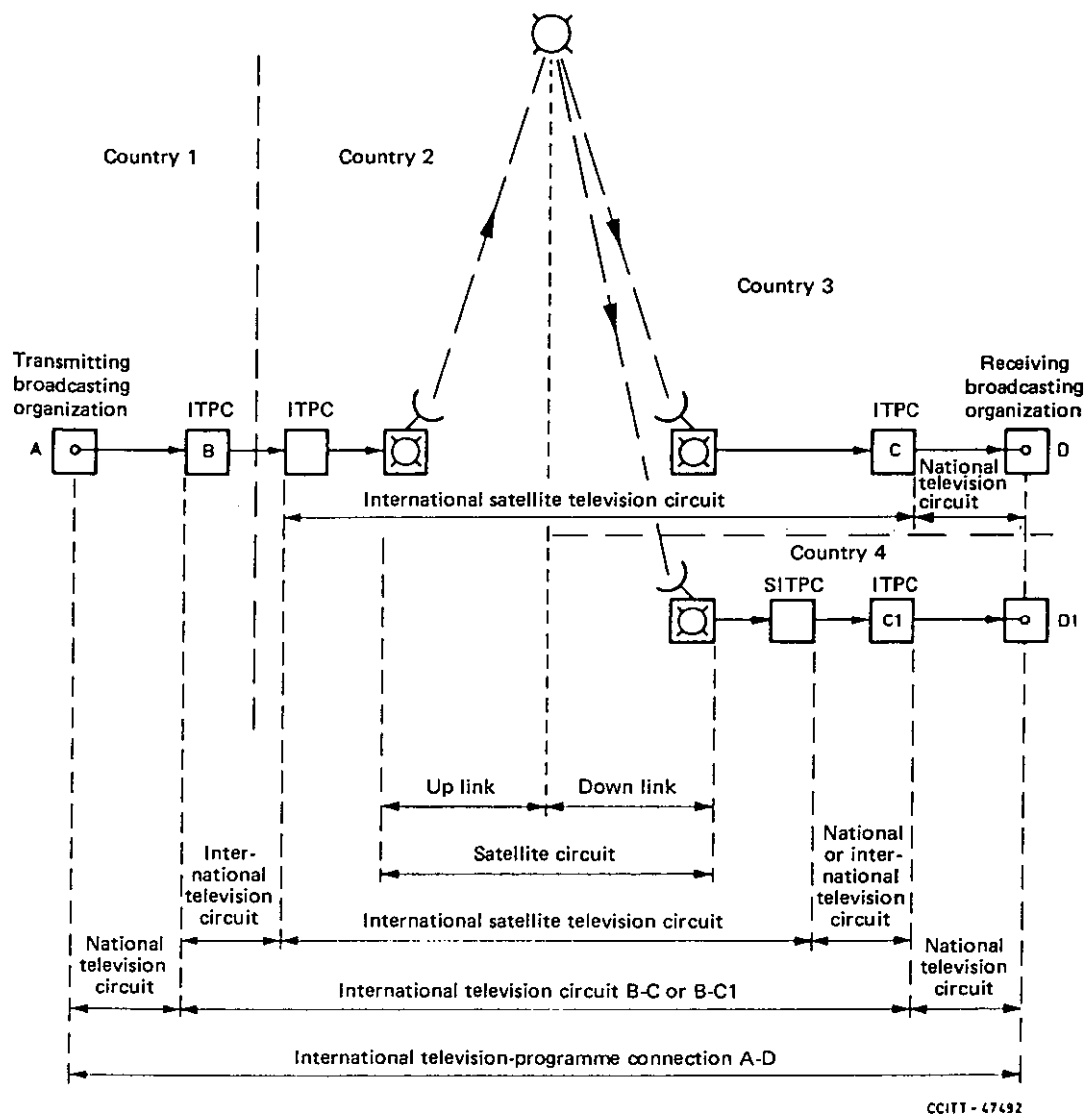 Country 1
Country 2
Country 3
Transmitting
broadcasting
organization
Receiving
broadcasting
organization
ITPC
ITPC
ITPC
A
B
C
D
National
television
circuit
International satellite television circuit
Country 4
SITPC
ITPC
C1
D1
Up link
Down link
Satellite circuit
National
or inter-
national
television
circuit
Inter-
national
television
circuit
International satellite television circuit
National
television
circuit
National
television
circuit
International television circuit B-C or B-C1
International television-programme connection A-D
CCITT - 47492